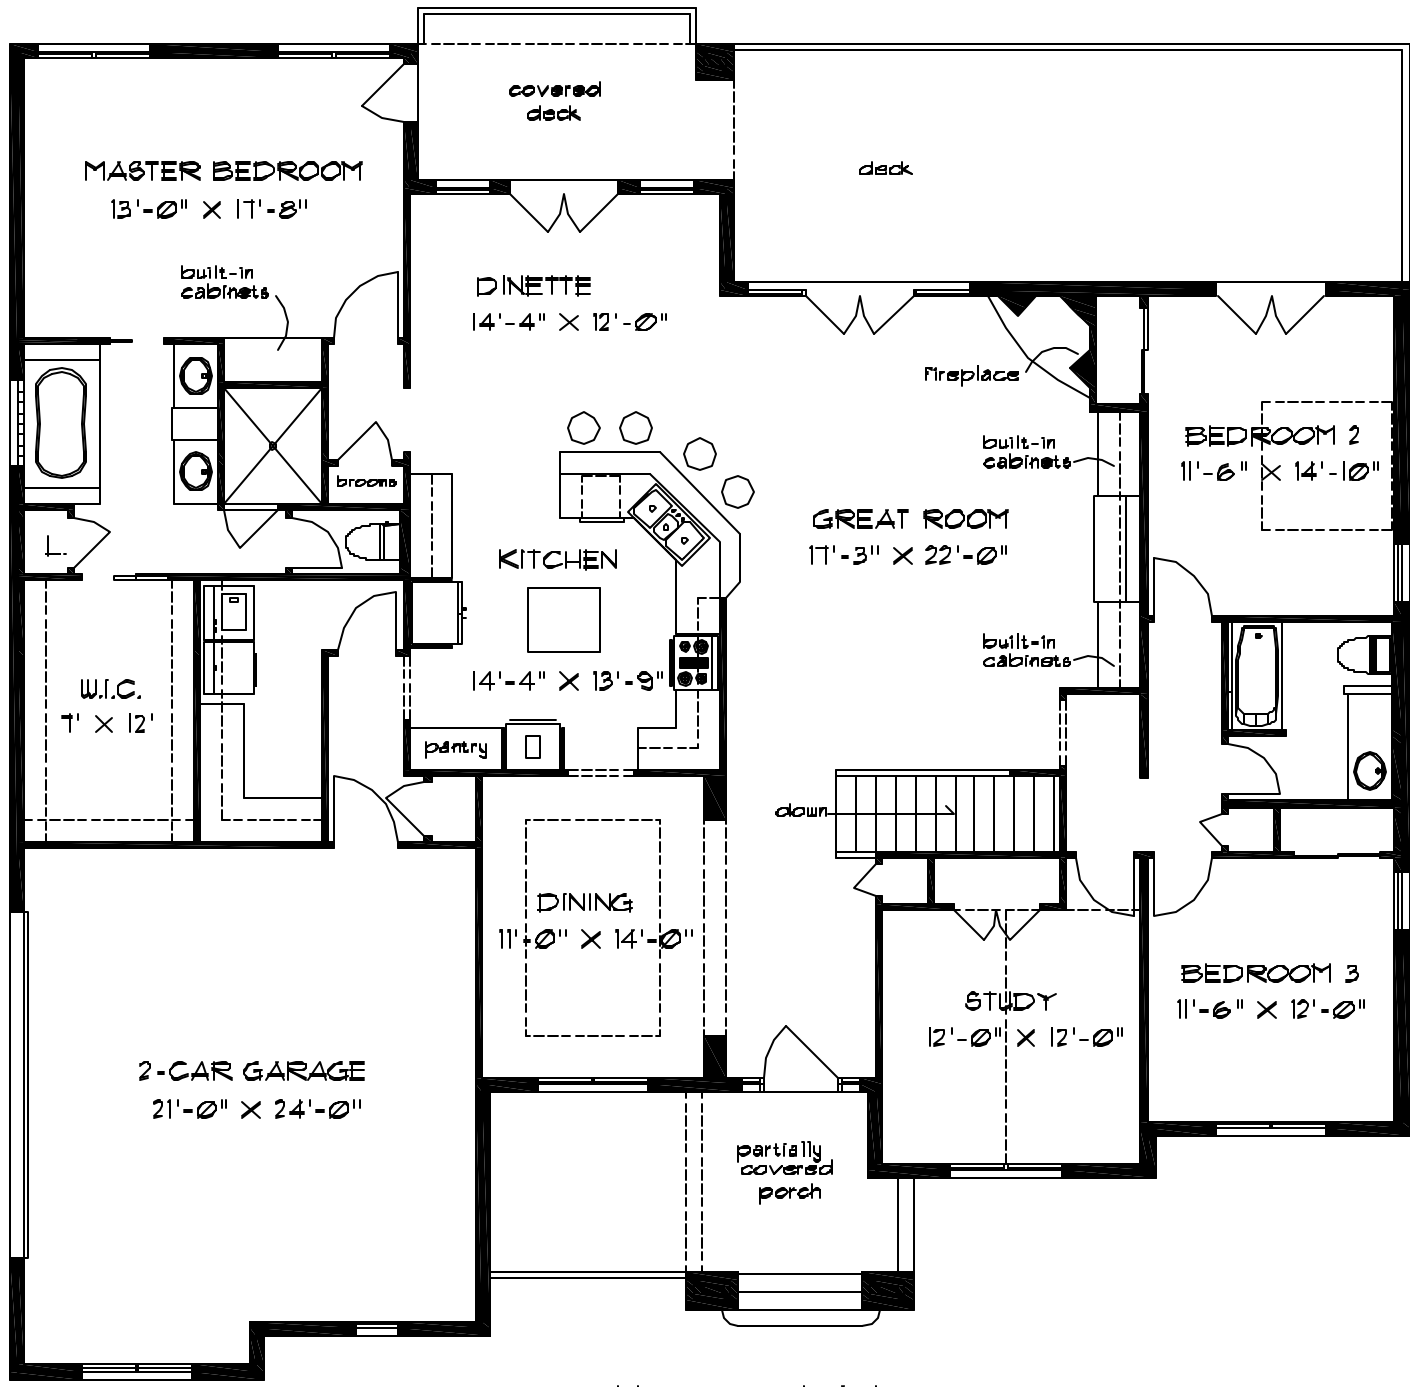 covered
deck
deck
MASTER BEDROOM
13'-0" X 17'-8"
built-in
cabinets
DINETTE
14'-4" X 12'-0"
fireplace
built-in
cabinets
BEDROOM 2
11'-6" X 14'-10"
brooms
L.
KITCHEN
14'-4" X 13'-9"
GREAT ROOM
17'-3" X 22'-0"
built-in
cabinets
W.I.C.
7' X 12'
pantry
down
DINING
11'-0" X 14'-0"
STUDY
12'-0" X 12'-0"
BEDROOM 3
11'-6" X 12'-0"
2-CAR GARAGE
21'-0" X 24'-0"
partially
covered
porch